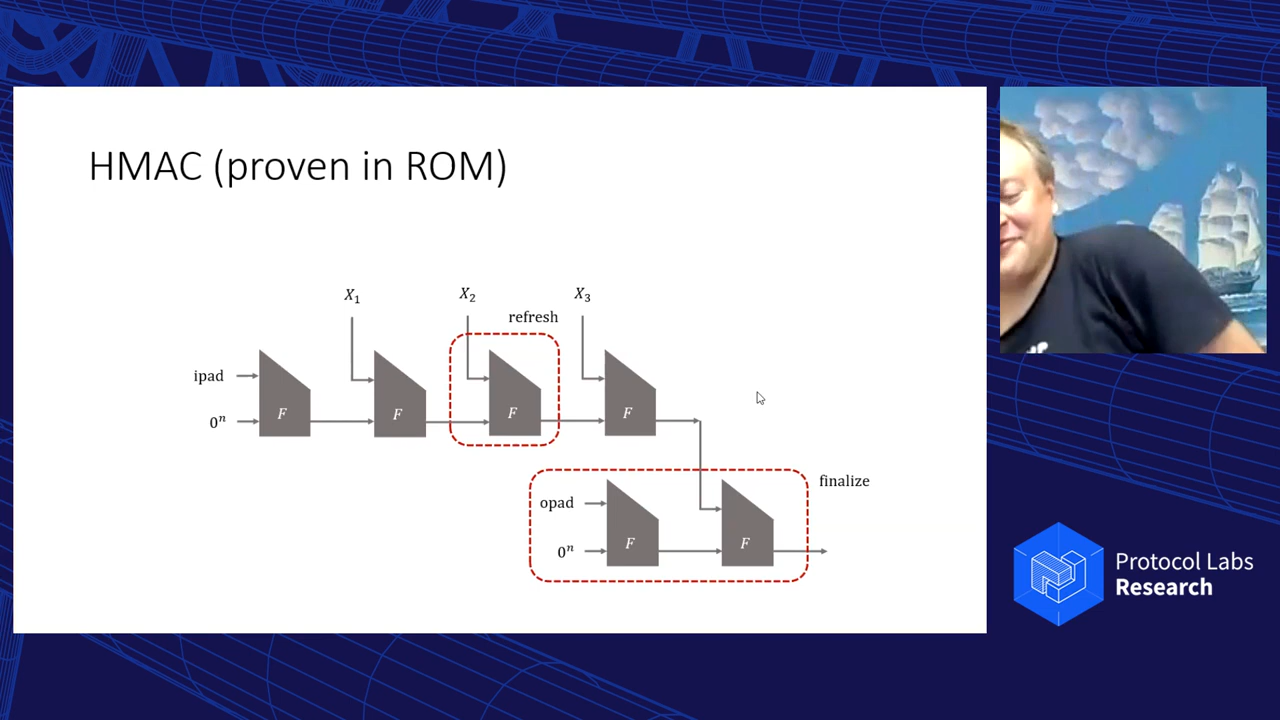 HMAC (proven in ROM)
X₁
X₂
X₃
refresh
ipad
0ⁿ
F
F
F
F
finalize
opad
0ⁿ
F
F
Protocol Labs
Research